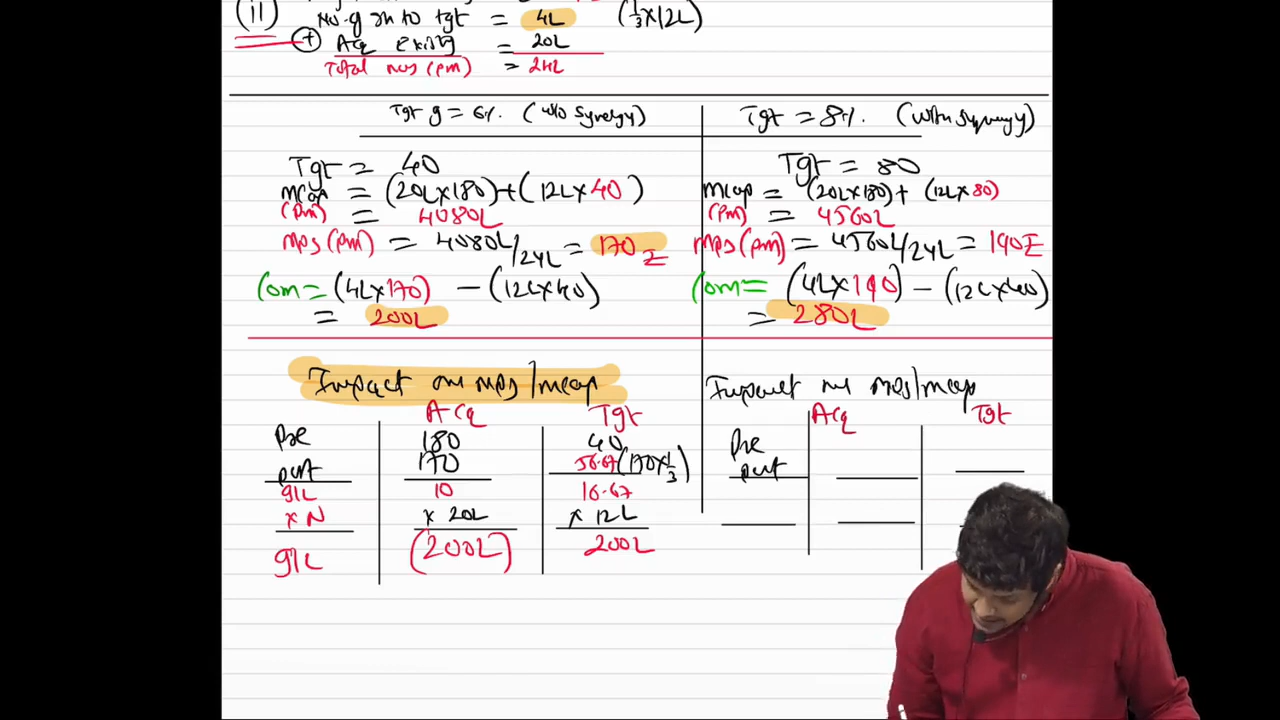 (ii) No. of sh to tgt = 4L (1/3 x 12L)
+ Acq existg = 20L
Total nos (pm) = 24L
Tgt g = 6%. (w/o Synergy)
Tgt = 40
mcap = (20L x 180) + (12L x 40)
(pm) = 4080L
mps (pm) = 4080L/24L = 170
Com = (4L x 170) - (12L x 40)
= 200L
Tgt = 8%. (with synergy)
Tgt = 80
mcap = (20L x 180) + (12L x 80)
(pm) = 4560L
mps (pm) = 4560L/24L = 190
Com = (4L x 190) - (12L x 40)
= 280L
Impact on mps/mcap
Acq Tgt
Pre 180 40
post 170 56.67 (170 x 1/3)
g/L 10 16.67
x N x 20L x 12L
g/L (200L) 200L
Impact on mps/mcap
Acq Tgt
Pre
post